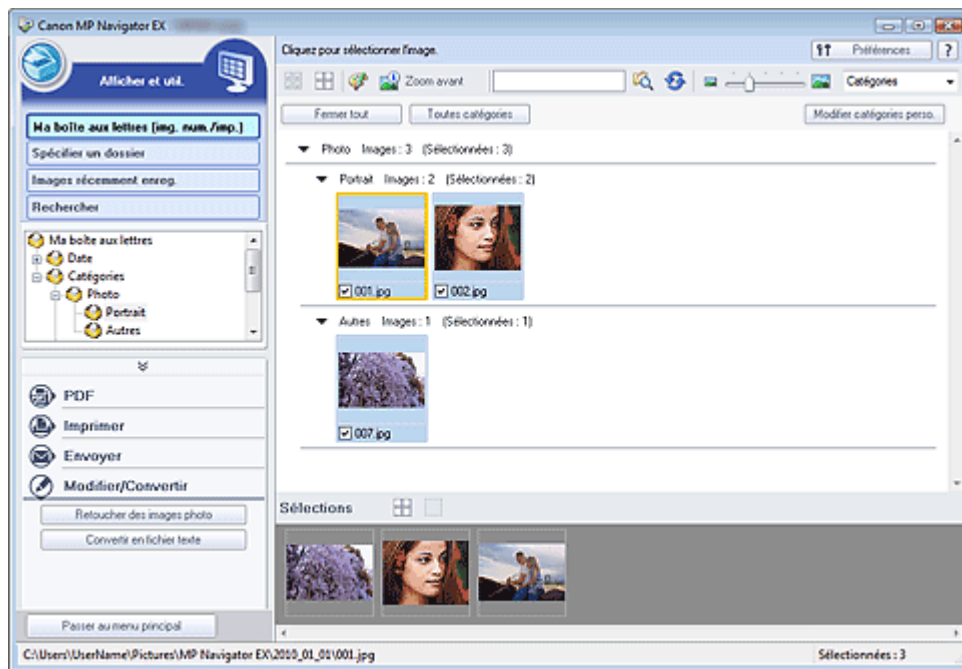 Canon MP Navigator EX
Afficher et util.
Cliquez pour sélectionner l'image.
Préférences
?
Zoom avant
Catégories
Fermer tout
Toutes catégories
Modifier catégories perso.
Ma boîte aux lettres (img. num./imp.)
Spécifier un dossier
Images récemment enreg.
Rechercher
Ma boîte aux lettres
Date
Catégories
Photo
Portrait
Autres
PDF
Imprimer
Envoyer
Modifier/Convertir
Retoucher des images photo
Convertir en fichier texte
Passer au menu principal
Photo Images : 3 (Sélectionnées : 3)
Portrait Images : 2 (Sélectionnées : 2)
001.jpg
002.jpg
Autres Images : 1 (Sélectionnées : 1)
007.jpg
Sélections
C:\Users\UserName\Pictures\MP Navigator EX\2010_01_01\001.jpg
Sélectionnées : 3